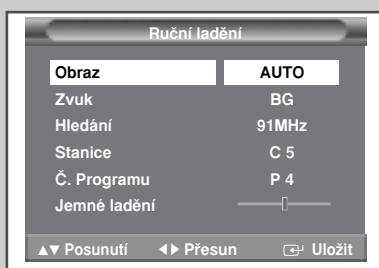 Ruční ladění
Obraz AUTO
Zvuk BG
Hledání 91MHz
Stanice C 5
Č. Programu P 4
Jemné ladění
▲▼ Posunutí ◄► Přesun Uložit